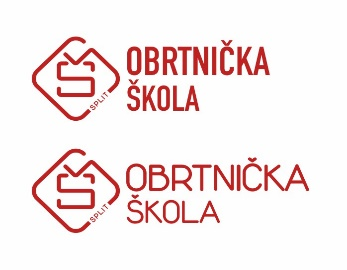 Š
SPLIT
OBRTNIČKA
ŠKOLA
Š
SPLIT
OBRTNIČKA
ŠKOLA